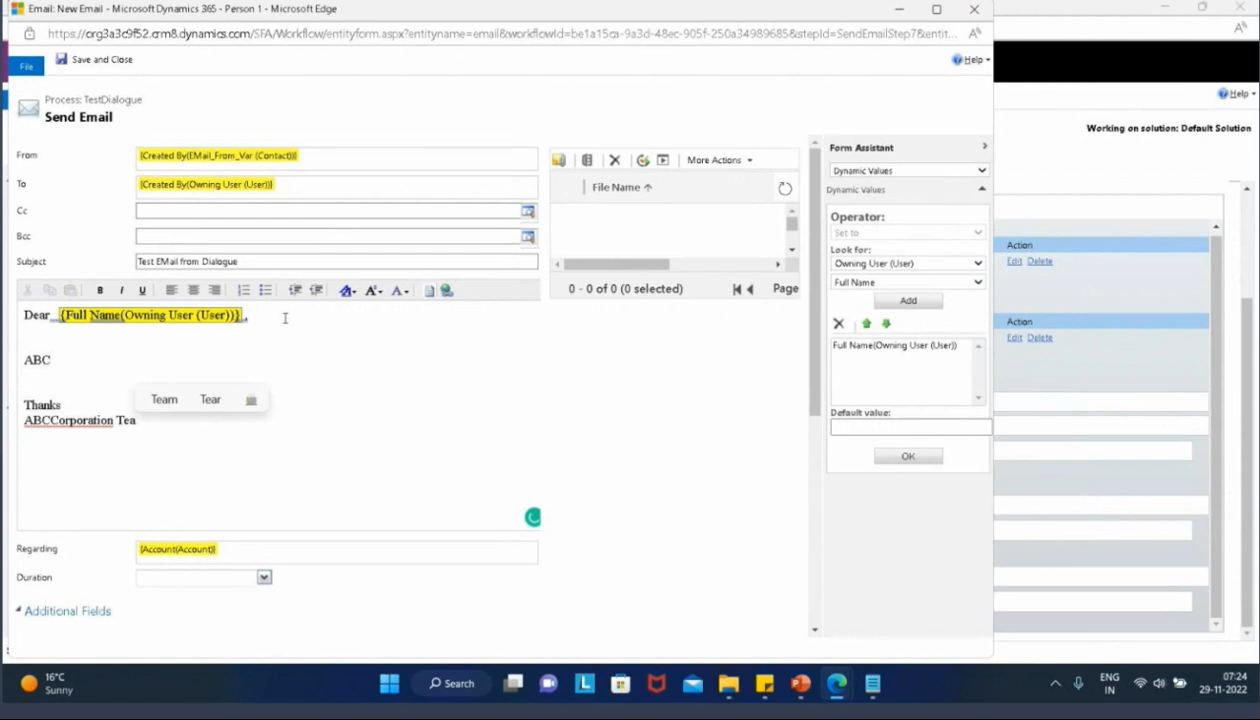 Email: New Email - Microsoft Dynamics 365 - Person 1 - Microsoft Edge
https://org3a3c9f52.crm8.dynamics.com/SFA/Workflow/entityform.aspx?entityname=email&workflowId=be1a15ca-9a3d-48ec-905f-250a34989685&stepId=SendEmailStep7&entit...
File
Save and Close
Help
Process: TestDialogue
Send Email
From
{Created By(EMail_From_Var (Contact))}
To
{Created By(Owning User (User))}
Cc
Bcc
Subject
Test EMail from Dialogue
More Actions
File Name
0 - 0 of 0 (0 selected)
Page
B I U
Dear {Full Name(Owning User (User))} ,
ABC
Thanks
ABCCorporation Tea
Team Tear
Regarding
{Account(Account)}
Duration
Additional Fields
Form Assistant
Dynamic Values
Dynamic Values
Operator:
Set to
Look for:
Owning User (User)
Full Name
Add
Full Name(Owning User (User))
Default value:
OK
Help
Working on solution: Default Solution
Action
Edit Delete
Action
Edit Delete
16°C
Sunny
Search
ENG
IN
07:24
29-11-2022